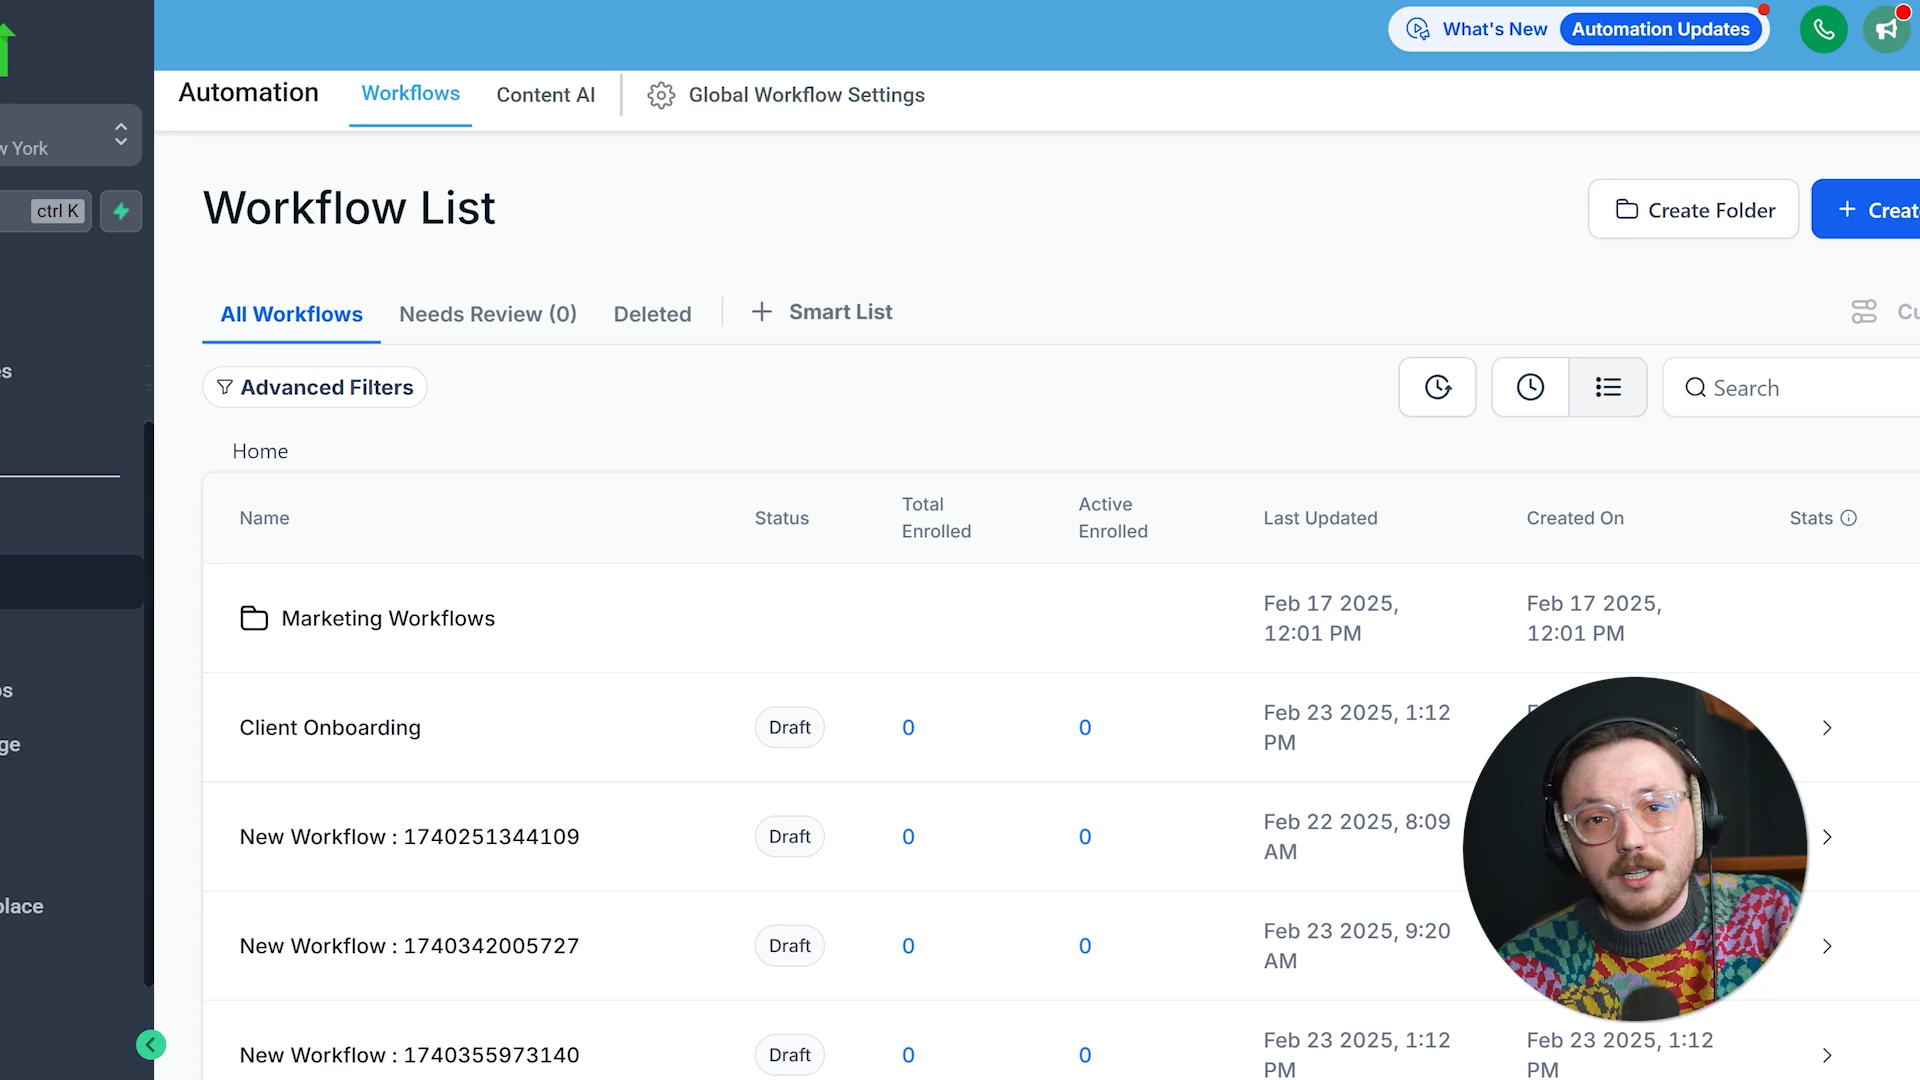 What's New Automation Updates
Automation Workflows Content AI Global Workflow Settings
York
ctrl K
Workflow List
Create Folder
+
All Workflows Needs Review (0) Deleted + Smart List
Advanced Filters
Search
Home
Name Status Total Enrolled Active Enrolled Last Updated Created On Stats
Marketing Workflows Feb 17 2025, 12:01 PM Feb 17 2025, 12:01 PM
Client Onboarding Draft 0 0 Feb 23 2025, 1:12 PM
New Workflow : 1740251344109 Draft 0 0 Feb 22 2025, 8:09 AM
New Workflow : 1740342005727 Draft 0 0 Feb 23 2025, 9:20 AM
New Workflow : 1740355973140 Draft 0 0 Feb 23 2025, 1:12 PM Feb 23 2025, 1:12 PM